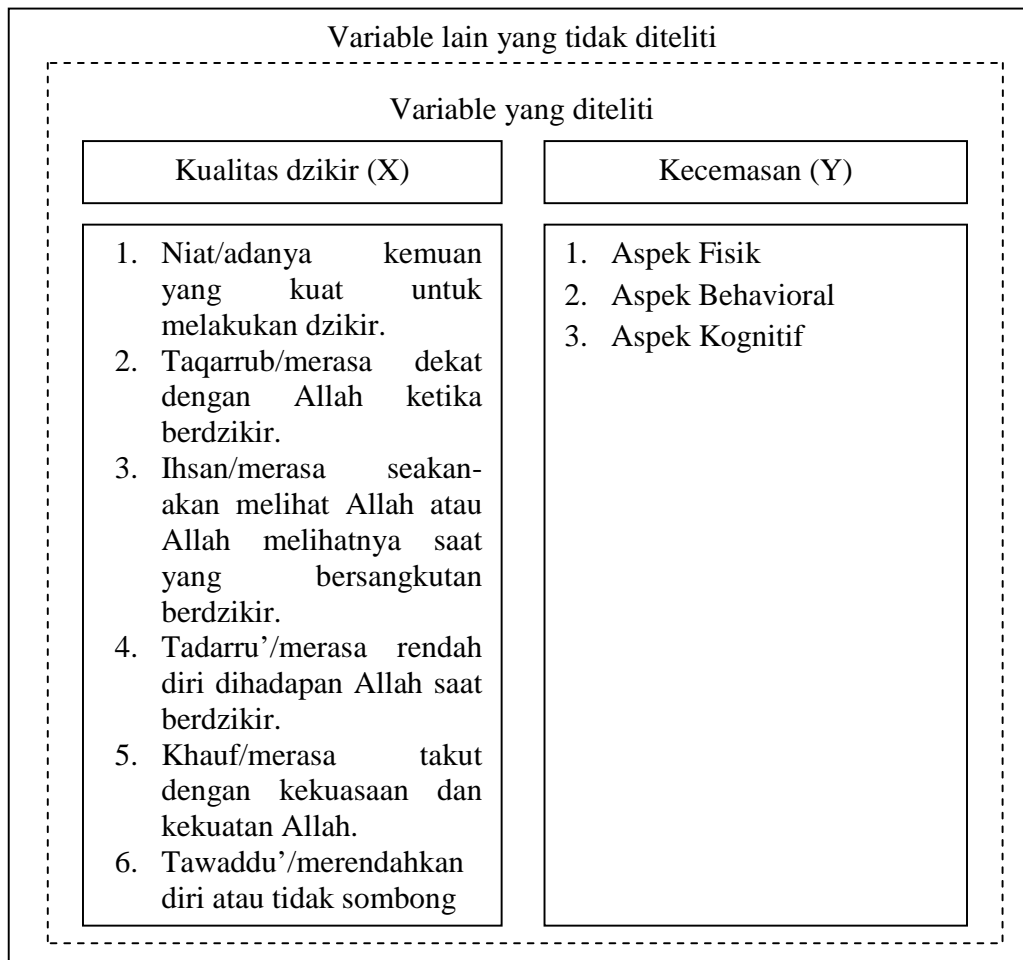 Variable lain yang tidak diteliti
Variable yang diteliti
Kualitas dzikir (X)
1. Niat/adanya kemuan
yang kuat untuk
melakukan dzikir.
2. Taqarrub/merasa dekat
dengan Allah ketika
berdzikir.
3. Ihsan/merasa seakan-
akan melihat Allah atau
Allah melihatnya saat
yang bersangkutan
berdzikir.
4. Tadarru’/merasa rendah
diri dihadapan Allah saat
berdzikir.
5. Khauf/merasa takut
dengan kekuasaan dan
kekuatan Allah.
6. Tawaddu’/merendahkan
diri atau tidak sombong
Kecemasan (Y)
1. Aspek Fisik
2. Aspek Behavioral
3. Aspek Kognitif